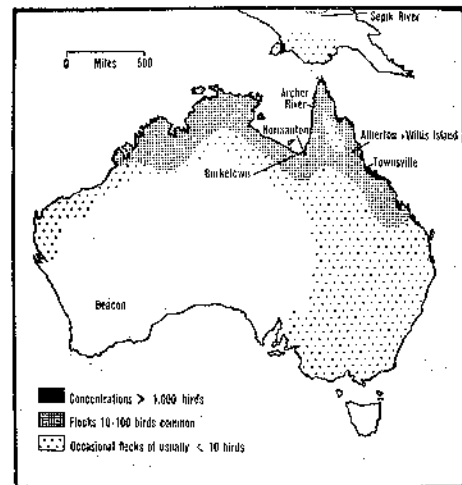 Sepik River
0 Miles 500
Archer
River
Atherton Willis Island
Townsville
Burketown
Beacon
Concentrations > 1,000 birds
Flocks 10-100 birds common
Occasional flocks of usually < 10 birds